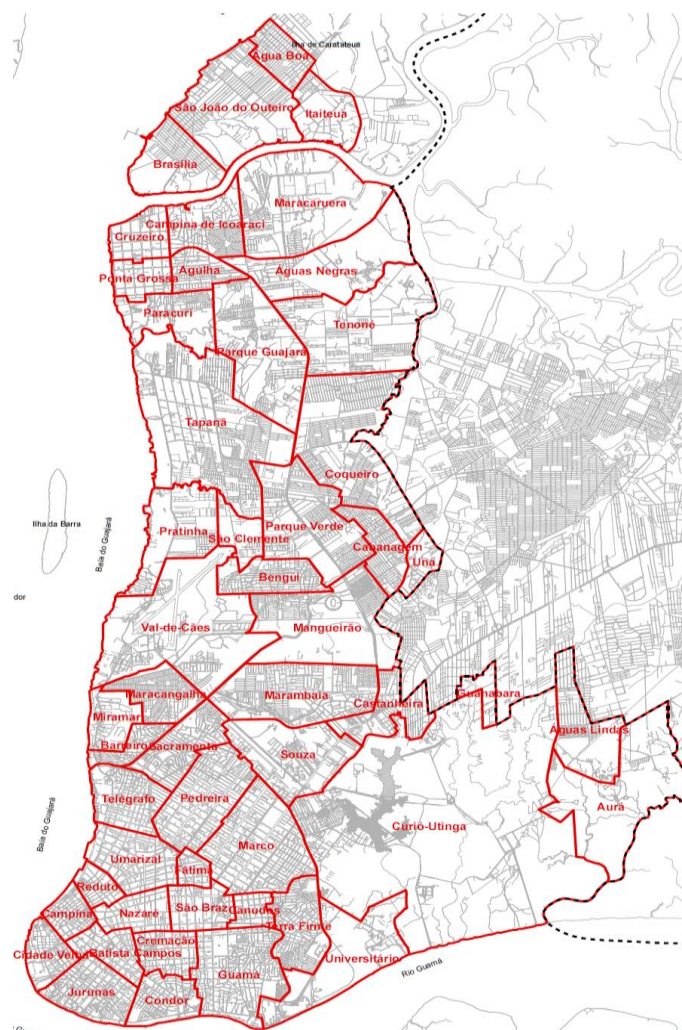 Ilha de Caratateua
Água Boa
São João do Outeiro
Itaiteua
Brasília
Maracaruera
Campina de Icoaraci
Cruzeiro
Águas Negras
Agulha
Ponta Grossa
Paracuri
Tenoné
Parque Guajará
Tapanã
Coqueiro
Ilha da Barra
Baía do Guajará
Pratinha
Parque Verde
São Clemente
Cabanagem
Una
Bengui
dor
Val-de-Cães
Mangueirão
Maracangalha
Marambaia
Castanheira
Guanabara
Miramar
Águas Lindas
Barreiro
Sacramenta
Souza
Telégrafo
Pedreira
Aurá
Baía do Guajará
Curió-Utinga
Marco
Umarizal
Fátima
Reduto
Campina
Nazaré
São Braz
Canudos
Terra Firme
Cremação
Cidade Velha
Batista Campos
Universitário
Guamá
Rio Guamá
Jurunas
Condor